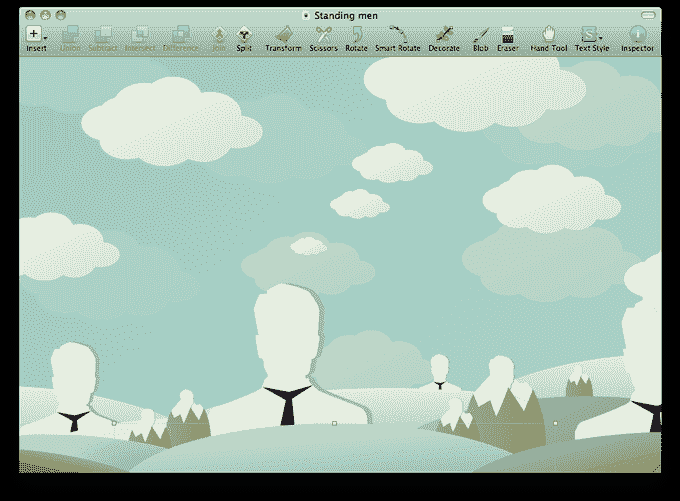 Standing men
Insert Union Subtract Intersect Difference Join Split Transform Scissors Rotate Smart Rotate Decorate Blob Eraser Hand Tool Text Style Inspector